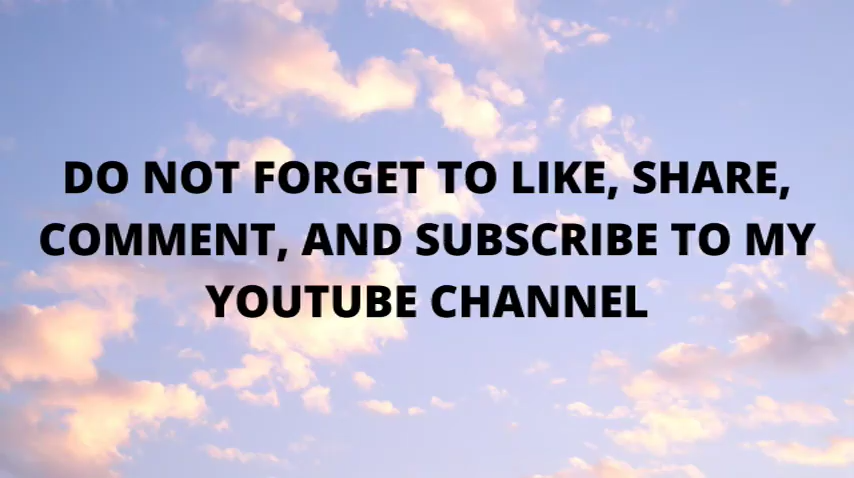 DO NOT FORGET TO LIKE, SHARE,
COMMENT, AND SUBSCRIBE TO MY
YOUTUBE CHANNEL